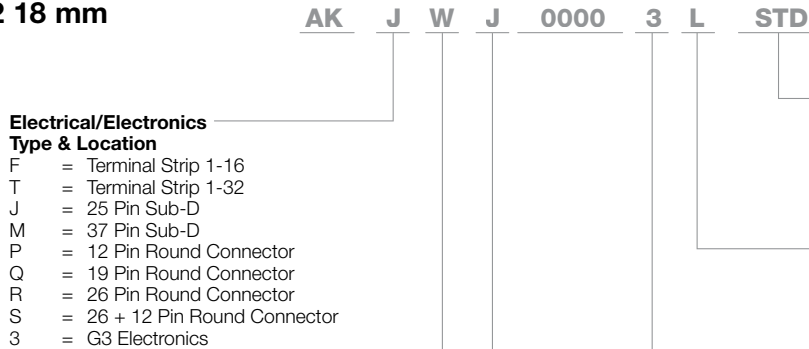 2 18 mm
AK J W J 0000 3 L STD
Electrical/Electronics
Type & Location
F = Terminal Strip 1-16
T = Terminal Strip 1-32
J = 25 Pin Sub-D
M = 37 Pin Sub-D
P = 12 Pin Round Connector
Q = 19 Pin Round Connector
R = 26 Pin Round Connector
S = 26 + 12 Pin Round Connector
3 = G3 Electronics